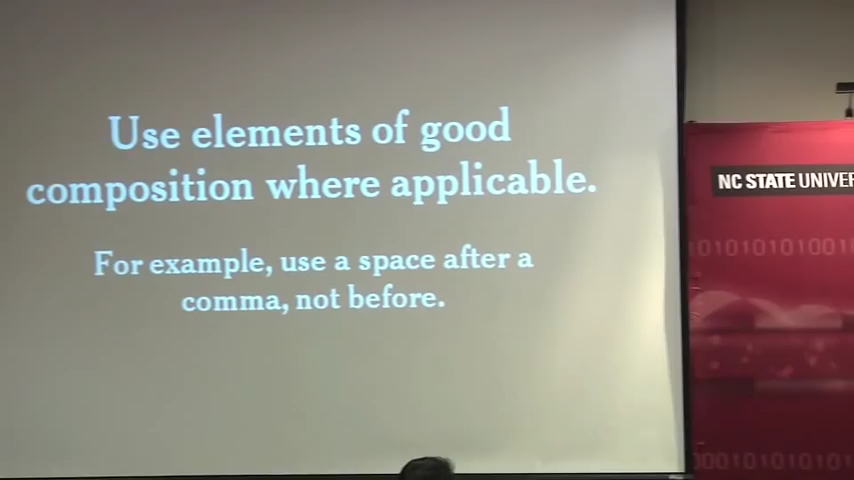 Use elements of good
composition where applicable.
For example, use a space after a
comma, not before.
NC STATE UNIVER